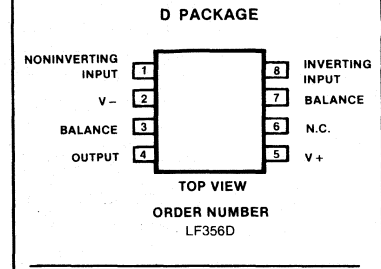 D PACKAGE
NONINVERTING
INPUT
1
V–
2
BALANCE
3
OUTPUT
4
8
INVERTING
INPUT
7
BALANCE
6
N.C.
5
V+
TOP VIEW
ORDER NUMBER
LF356D